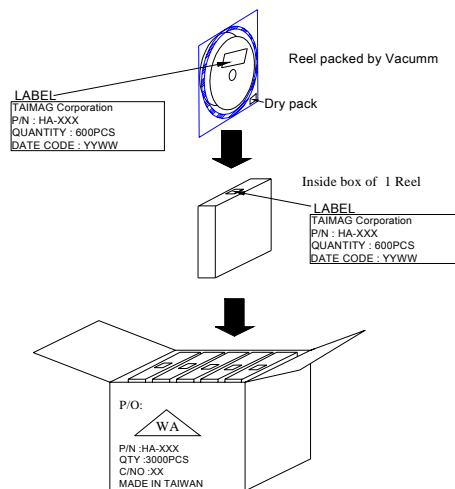 Reel packed by Vacumm
Dry pack
LABEL
TAIMAG Corporation
P/N : HA-XXX
QUANTITY : 600PCS
DATE CODE : YYWW
Inside box of 1 Reel
LABEL
TAIMAG Corporation
P/N : HA-XXX
QUANTITY : 600PCS
DATE CODE : YYWW
P/O:
WA
P/N :HA-XXX
QTY :3000PCS
C/NO :XX
MADE IN TAIWAN